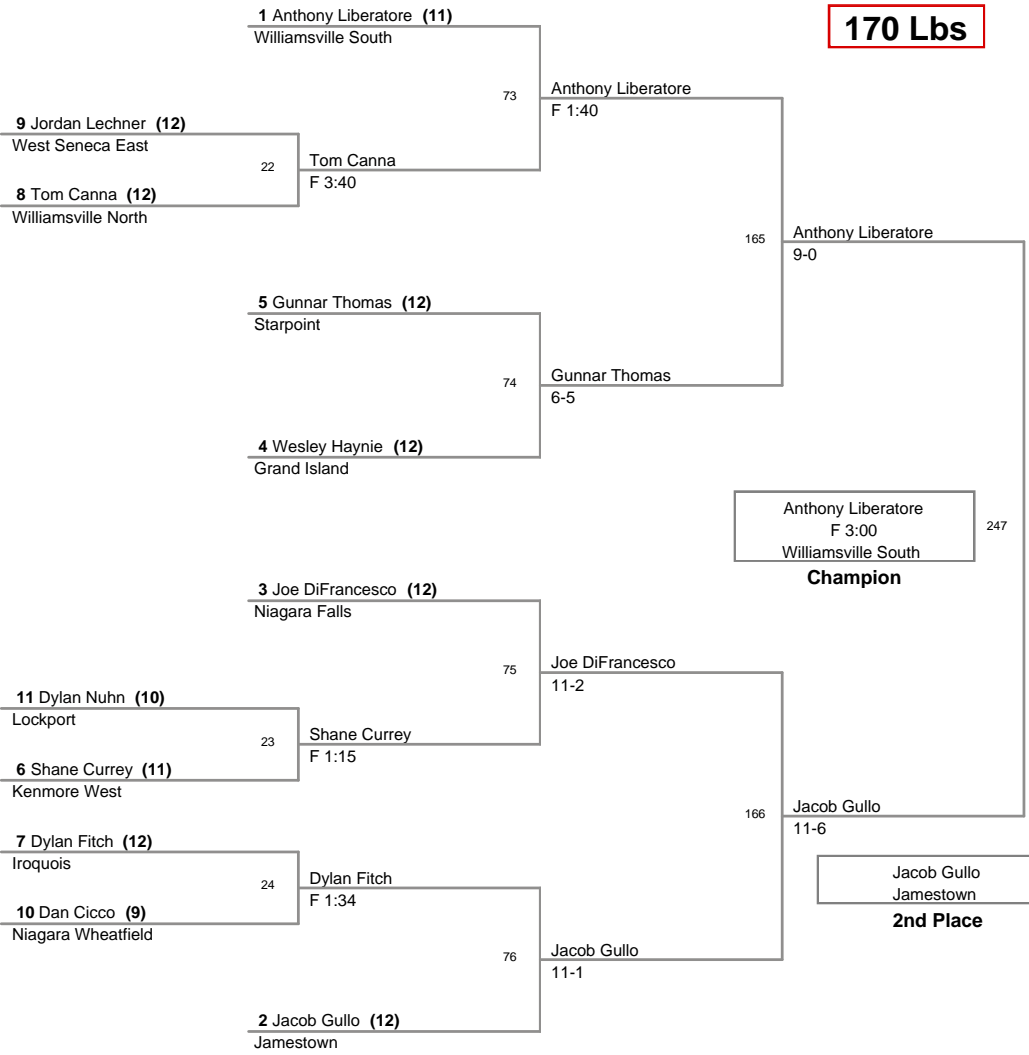 170 Lbs
1 Anthony Liberatore (11)
Williamsville South
73
Anthony Liberatore
F 1:40
9 Jordan Lechner (12)
West Seneca East
22
Tom Canna
F 3:40
8 Tom Canna (12)
Williamsville North
165
Anthony Liberatore
9-0
5 Gunnar Thomas (12)
Starpoint
74
Gunnar Thomas
6-5
4 Wesley Haynie (12)
Grand Island
Anthony Liberatore
F 3:00
Williamsville South
Champion
247
3 Joe DiFrancesco (12)
Niagara Falls
75
Joe DiFrancesco
11-2
11 Dylan Nuhn (10)
Lockport
23
Shane Currey
F 1:15
6 Shane Currey (11)
Kenmore West
166
Jacob Gullo
11-6
7 Dylan Fitch (12)
Iroquois
24
Dylan Fitch
F 1:34
10 Dan Cicco (9)
Niagara Wheatfield
Jacob Gullo
Jamestown
2nd Place
76
Jacob Gullo
11-1
2 Jacob Gullo (12)
Jamestown